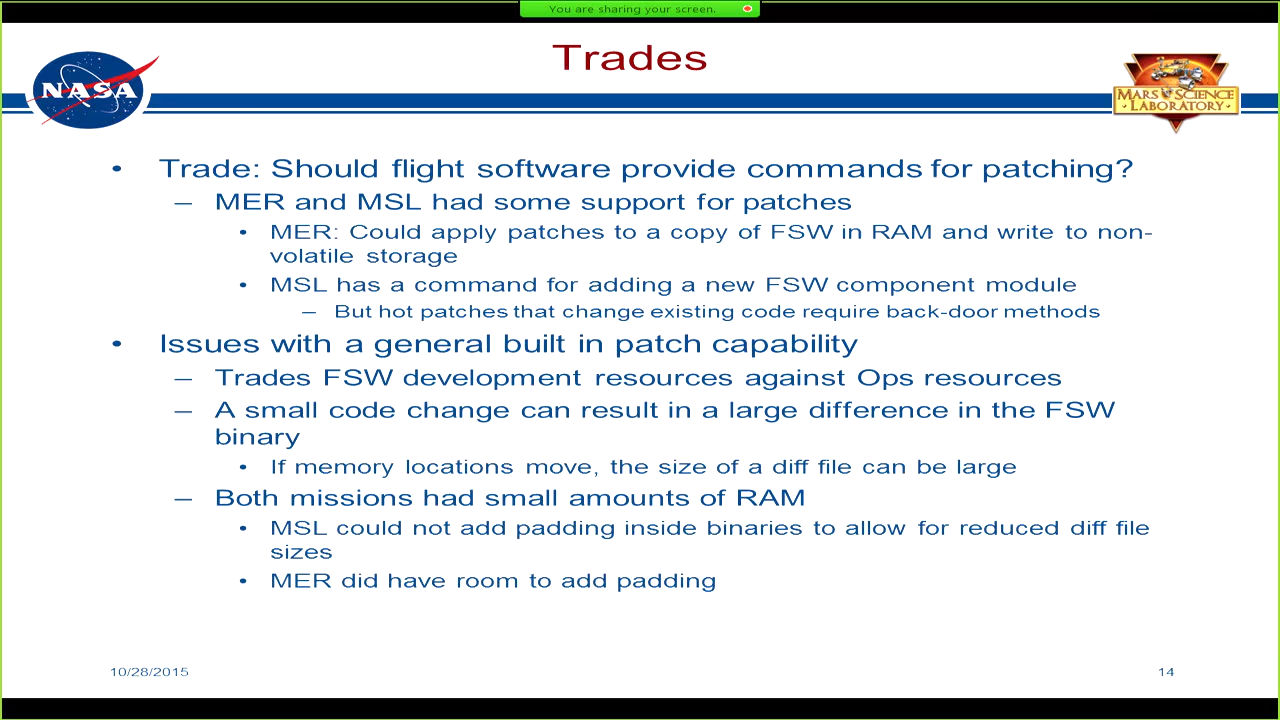 You are sharing your screen.
Trades
NASA
MARS SCIENCE
LABORATORY
• Trade: Should flight software provide commands for patching?
– MER and MSL had some support for patches
• MER: Could apply patches to a copy of FSW in RAM and write to non-
volatile storage
• MSL has a command for adding a new FSW component module
– But hot patches that change existing code require back-door methods
• Issues with a general built in patch capability
– Trades FSW development resources against Ops resources
– A small code change can result in a large difference in the FSW
binary
• If memory locations move, the size of a diff file can be large
– Both missions had small amounts of RAM
• MSL could not add padding inside binaries to allow for reduced diff file
sizes
• MER did have room to add padding
10/28/2015
14